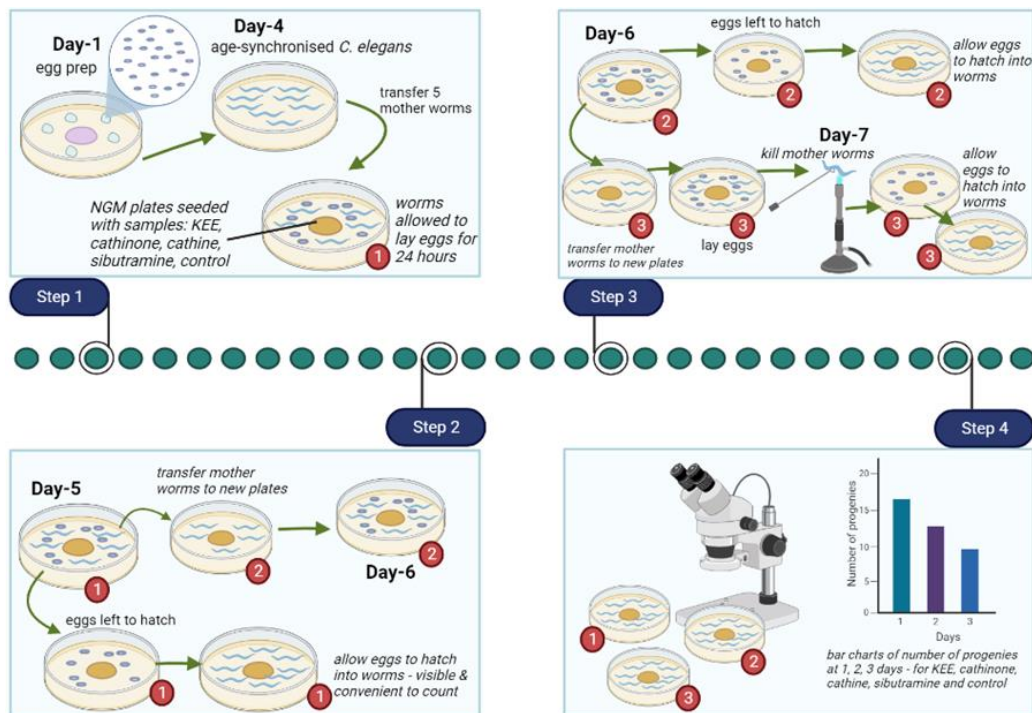 Day-1
egg prep
Day-4
age-synchronised C. elegans
transfer 5
mother worms
NGM plates seeded
with samples: KEE,
cathinone, cathine,
sibutramine, control
worms
allowed to
lay eggs for
24 hours
1
Step 1
Day-5
transfer mother
worms to new plates
1
2
2
Day-6
eggs left to hatch
1
1
allow eggs to hatch
into worms - visible &
convenient to count
Step 2
Day-6
eggs left to hatch
allow eggs
to hatch into
worms
2
2
2
Day-7
kill mother worms
allow
eggs to
hatch into
worms
3
3
3
3
transfer mother
worms to new plates
lay eggs
Step 3
Step 4
1
2
3
Number of progenies
20
15
10
5
0
1 2 3
Days
bar charts of number of progenies
at 1, 2, 3 days - for KEE, cathinone,
cathine, sibutramine and control